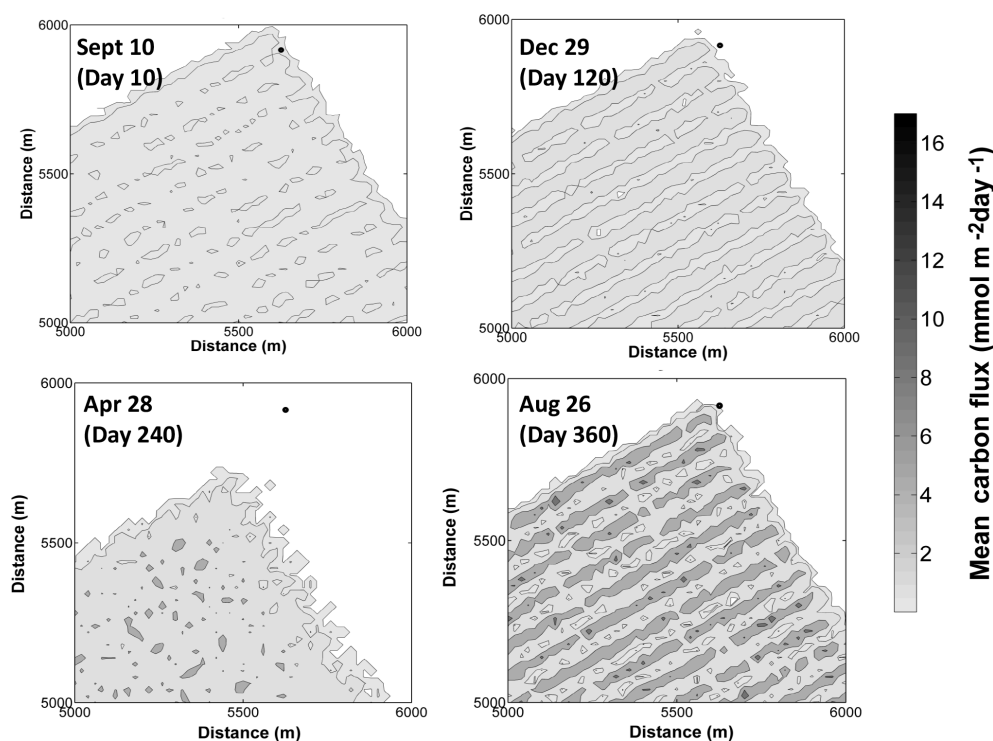 Sept 10
(Day 10)
6000
5500
5000
5000
5500
6000
Distance (m)
Distance (m)
Dec 29
(Day 120)
6000
5500
5000
5000
5500
6000
Distance (m)
Distance (m)
Apr 28
(Day 240)
6000
5500
5000
5000
5500
6000
Distance (m)
Distance (m)
Aug 26
(Day 360)
6000
5500
5000
5000
5500
6000
Distance (m)
Distance (m)
16
14
12
10
8
6
4
2
Mean carbon flux (mmol m -2day -1)